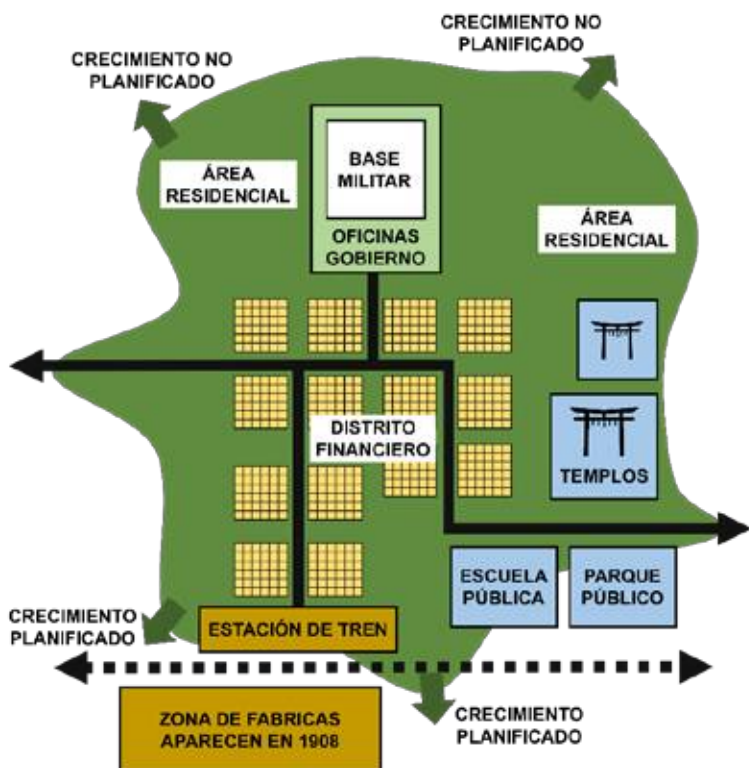 CRECIMIENTO NO
PLANIFICADO
CRECIMIENTO NO
PLANIFICADO
ÁREA
RESIDENCIAL
BASE
MILITAR
OFICINAS
GOBIERNO
ÁREA
RESIDENCIAL
DISTRITO
FINANCIERO
TEMPLOS
ESCUELA
PÚBLICA
PARQUE
PÚBLICO
CRECIMIENTO
PLANIFICADO
ESTACIÓN DE TREN
ZONA DE FABRICAS
APARECEN EN 1908
CRECIMIENTO
PLANIFICADO